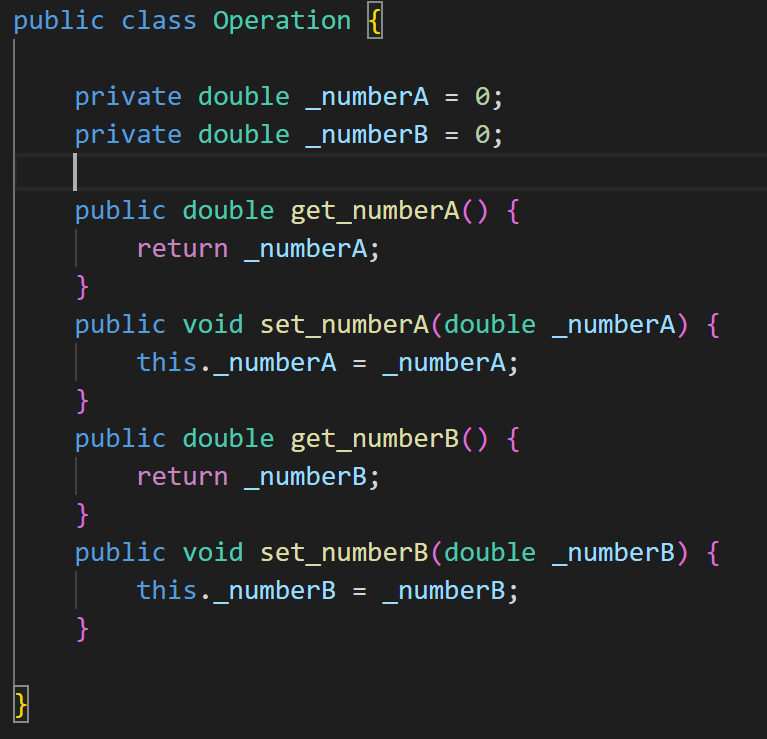 public class Operation {
    private double _numberA = 0;
    private double _numberB = 0;
    public double get_numberA() {
        return _numberA;
    }
    public void set_numberA(double _numberA) {
        this._numberA = _numberA;
    }
    public double get_numberB() {
        return _numberB;
    }
    public void set_numberB(double _numberB) {
        this._numberB = _numberB;
    }
}